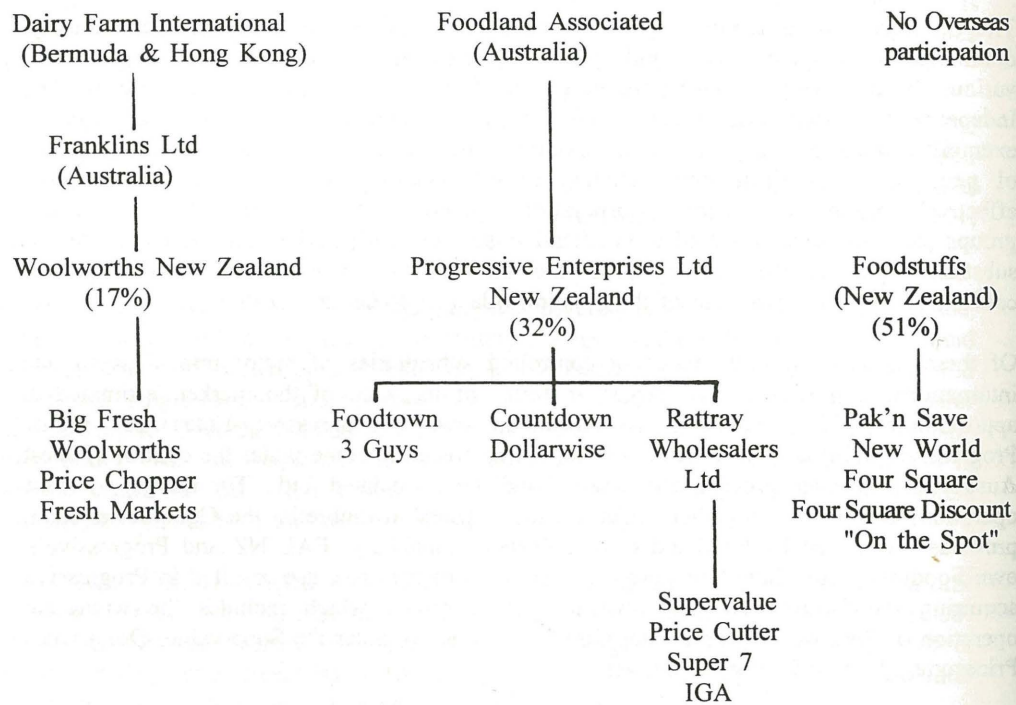 Dairy Farm International
(Bermuda & Hong Kong)
Franklins Ltd
(Australia)
Woolworths New Zealand
(17%)
Big Fresh
Woolworths
Price Chopper
Fresh Markets
Foodland Associated
(Australia)
Progressive Enterprises Ltd
New Zealand
(32%)
Foodtown
3 Guys
Countdown
Dollarwise
Rattray
Wholesalers
Ltd
Supervalue
Price Cutter
Super 7
IGA
No Overseas
participation
Foodstuffs
(New Zealand)
(51%)
Pak'n Save
New World
Four Square
Four Square Discount
"On the Spot"